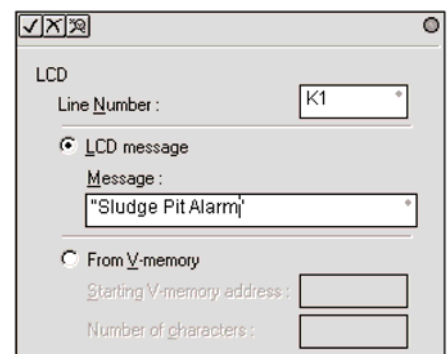 LCD
Line Number : K1
LCD message
Message :
"Sludge Pit Alarm"
From V-memory
Starting V-memory address :
Number of characters :